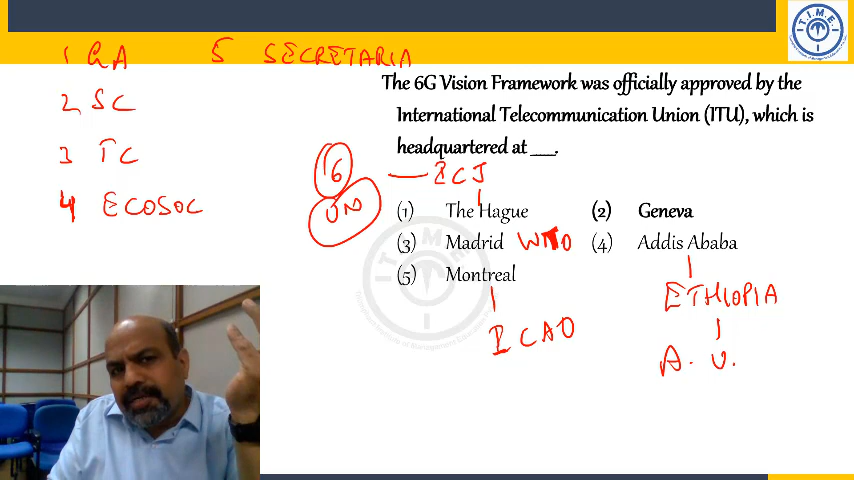 1 GA 5 SECRETARIA
2 SC
3 TC
4 ECOSOC
T.I.M.E.
The 6G Vision Framework was officially approved by the
International Telecommunication Union (ITU), which is
headquartered at ___.
16 — ICJ
UNO
(1) The Hague (2) Geneva
(3) Madrid WTO (4) Addis Ababa
(5) Montreal
ETHIOPIA
ICAO
A.U.